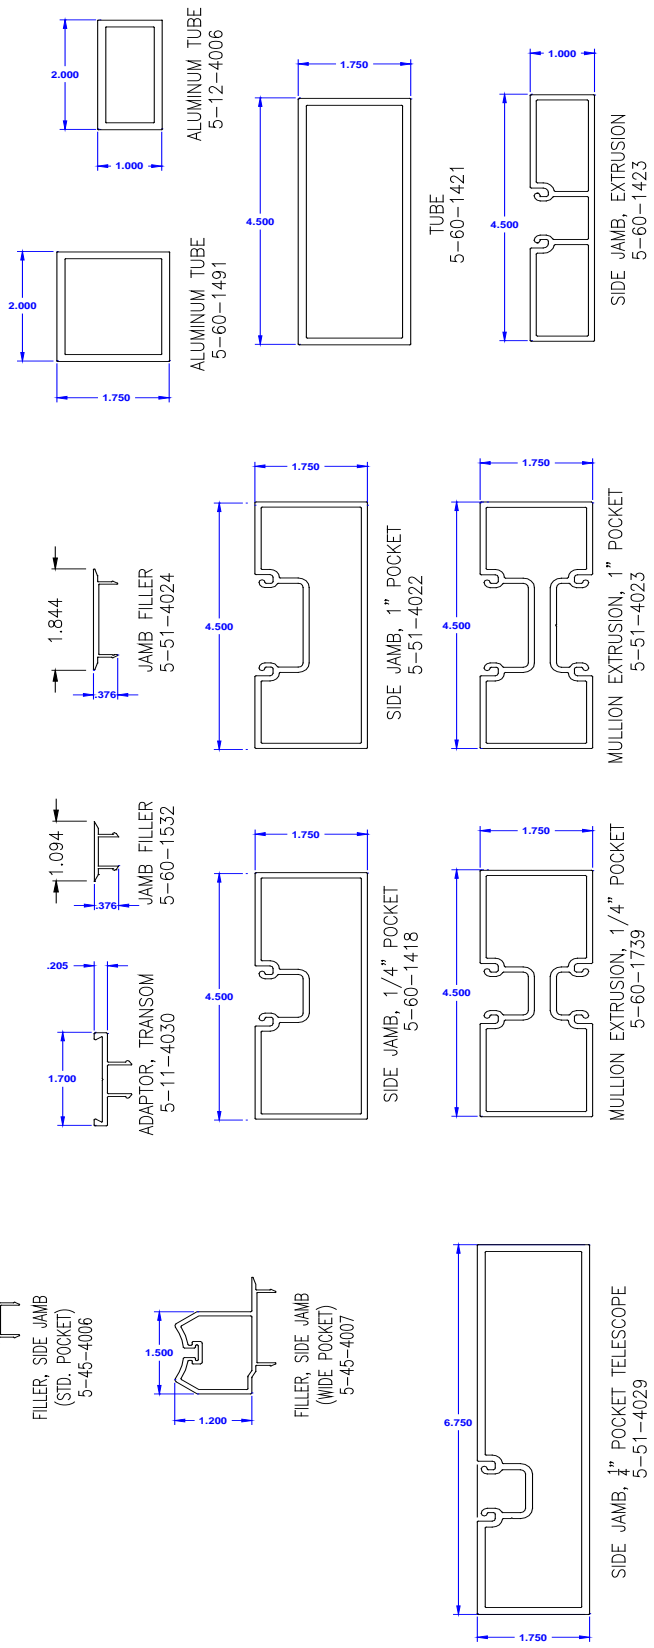 2.000
1.000
ALUMINUM TUBE
5-12-4006
1.750
4.500
TUBE
5-60-1421
1.000
4.500
SIDE JAMB, EXTRUSION
5-60-1423
2.000
1.750
ALUMINUM TUBE
5-60-1491
1.844
.376
JAMB FILLER
5-51-4024
1.750
4.500
SIDE JAMB, 1" POCKET
5-51-4022
1.750
4.500
MULLION EXTRUSION, 1" POCKET
5-51-4023
1.094
.376
JAMB FILLER
5-60-1532
.205
1.700
ADAPTOR, TRANSOM
5-11-4030
1.750
4.500
SIDE JAMB, 1/4" POCKET
5-60-1418
1.750
4.500
MULLION EXTRUSION, 1/4" POCKET
5-60-1739
FILLER, SIDE JAMB
(STD. POCKET)
5-45-4006
1.500
1.200
FILLER, SIDE JAMB
(WIDE POCKET)
5-45-4007
6.750
1.750
SIDE JAMB, 1/4" POCKET TELESCOPE
5-51-4029